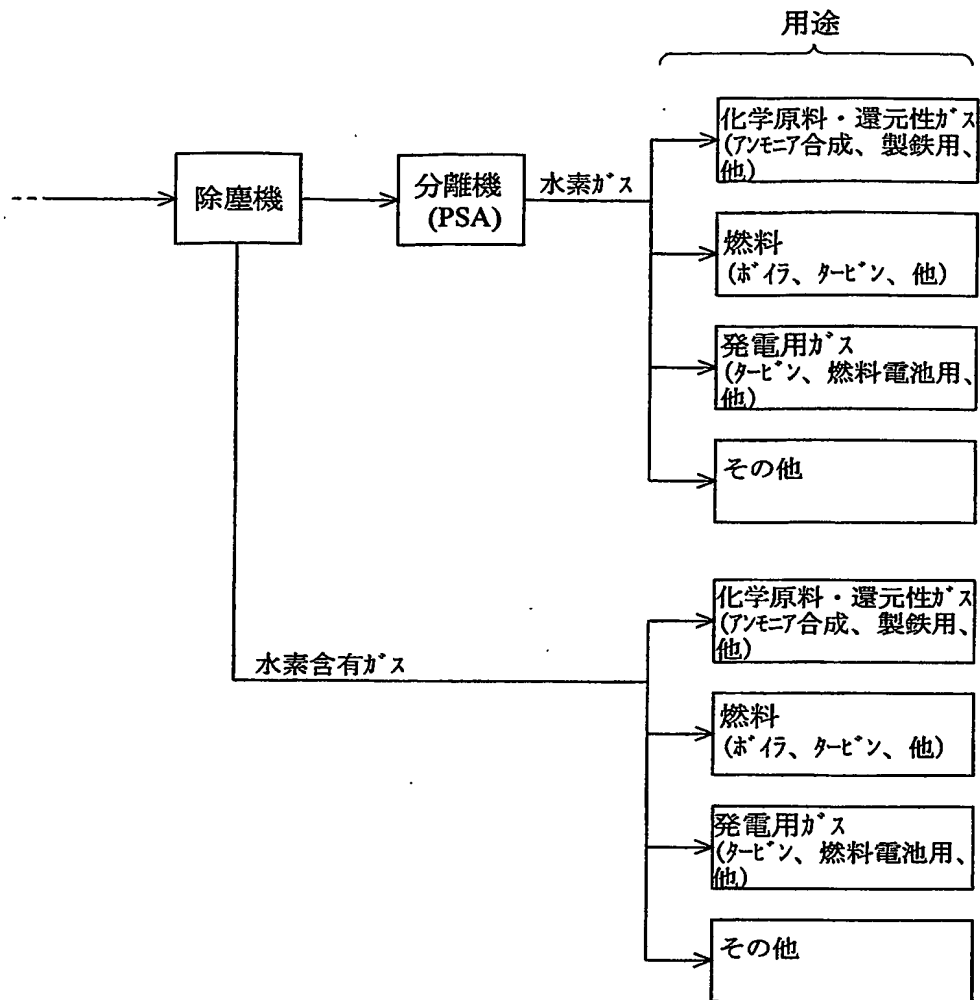 用途
化学原料・還元性ガス
(アンモニア合成、製鉄用、
他)
除塵機
分離機
(PSA)
水素ガス
燃料
(ボイラ、タービン、他)
発電用ガス
(タービン、燃料電池用、
他)
その他
化学原料・還元性ガス
(アンモニア合成、製鉄用、
他)
水素含有ガス
燃料
(ボイラ、タービン、他)
発電用ガス
(タービン、燃料電池用、
他)
その他